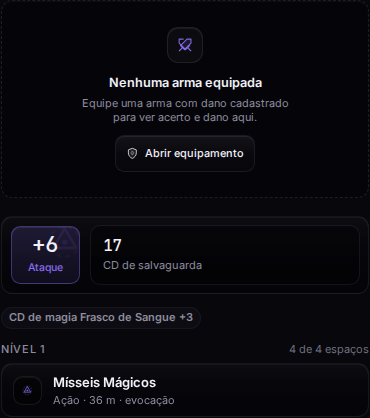 Nenhuma arma equipada
Equipe uma arma com dano cadastrado
para ver acerto e dano aqui.
Abrir equipamento
+6
Ataque
17
CD de salvaguarda
CD de magia Frasco de Sangue +3
NÍVEL 1
4 de 4 espaços
Mísseis Mágicos
Ação · 36 m · evocação